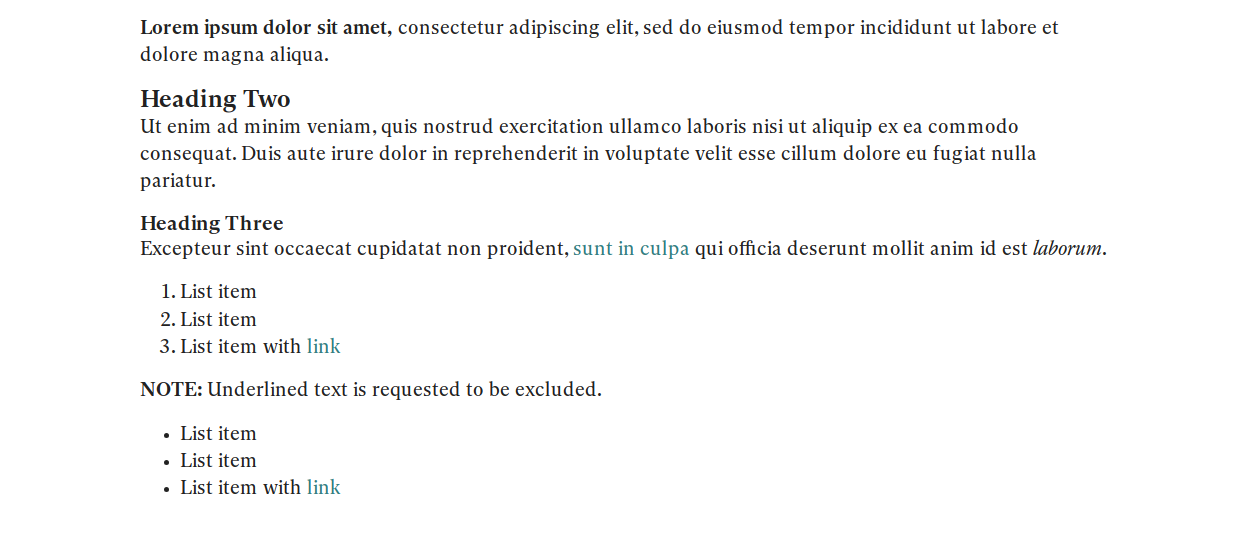 Lorem ipsum dolor sit amet, consectetur adipiscing elit, sed do eiusmod tempor incididunt ut labore et
dolore magna aliqua.
Heading Two
Ut enim ad minim veniam, quis nostrud exercitation ullamco laboris nisi ut aliquip ex ea commodo
consequat. Duis aute irure dolor in reprehenderit in voluptate velit esse cillum dolore eu fugiat nulla
pariatur.
Heading Three
Excepteur sint occaecat cupidatat non proident, sunt in culpa qui officia deserunt mollit anim id est laborum.
1. List item
2. List item
3. List item with link
NOTE: Underlined text is requested to be excluded.
• List item
• List item
• List item with link